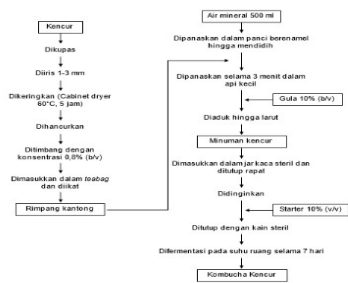 Kencur
Dikupas
Diiris 1-3 mm
Dikeringkan (Cabinet dryer
60°C, 5 jam)
Dihancurkan
Ditimbang dengan
konsentrasi 0,8% (b/v)
Dimasukkan dalam teabag
dan diikat
Rimpang kantong
Air mineral 500 ml
Dipanaskan dalam panci berenamel
hingga mendidih
Dipanaskan selama 3 menit dalam
api kecil
Gula 10% (b/v)
Diaduk hingga larut
Minuman kencur
Dimasukkan dalam jar kaca steril dan
ditutup rapat
Didinginkan
Starter 10% (v/v)
Ditutup dengan kain steril
Difermentasi pada suhu ruang selama 7 hari
Kombucha Kencur